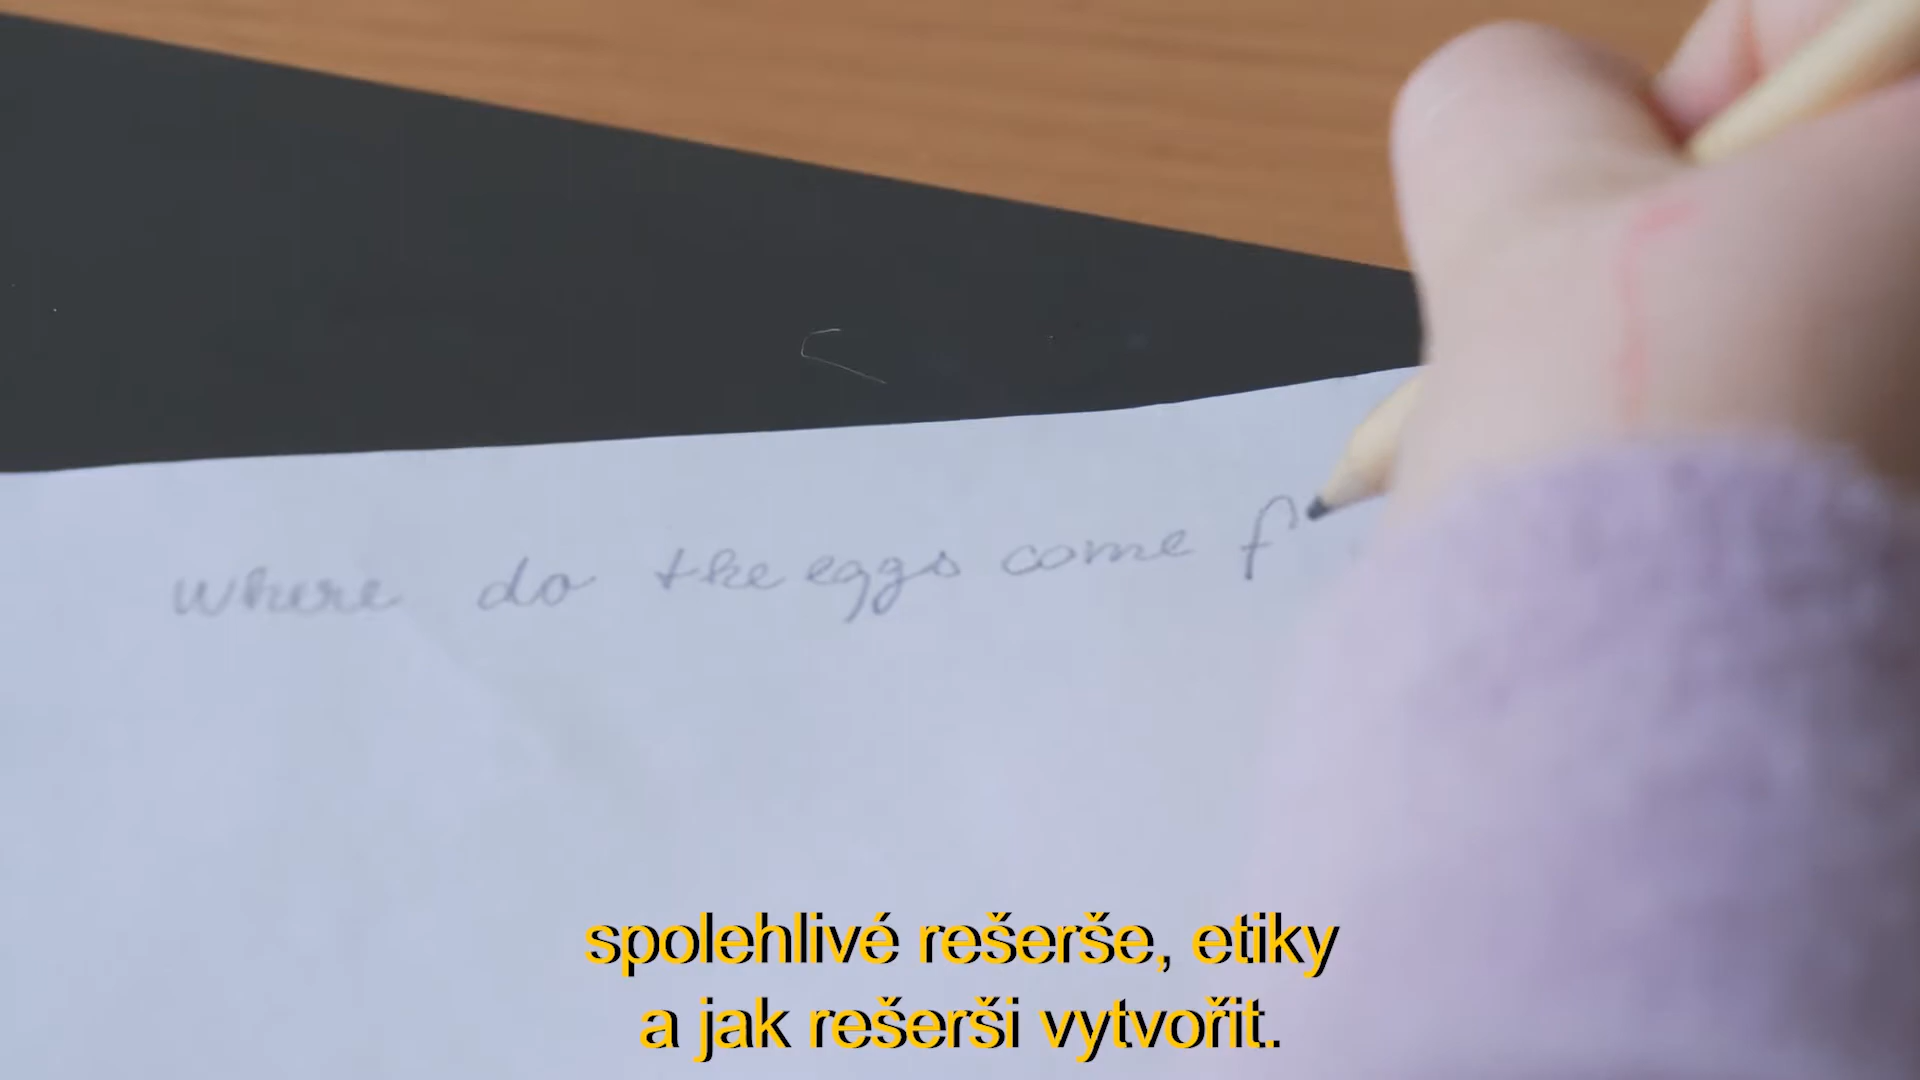 where do the eggs come f
spolehlivé rešerše, etiky
a jak rešerši vytvořit.